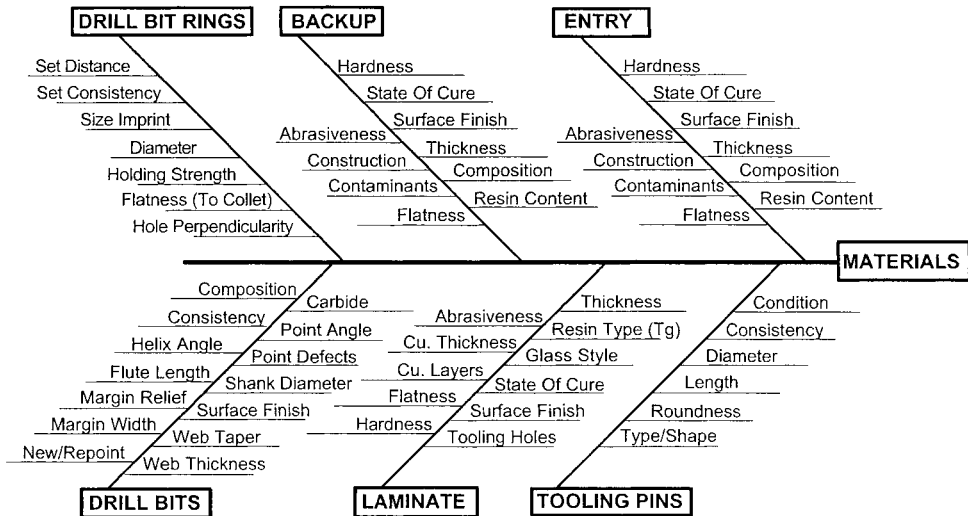 DRILL BIT RINGS
BACKUP
ENTRY
Set Distance
Set Consistency
Size Imprint
Diameter
Holding Strength
Flatness (To Collet)
Hole Perpendicularity
Hardness
State Of Cure
Surface Finish
Abrasiveness
Thickness
Construction
Composition
Contaminants
Resin Content
Flatness
Hardness
State Of Cure
Surface Finish
Abrasiveness
Thickness
Construction
Composition
Contaminants
Resin Content
Flatness
MATERIALS
Composition
Carbide
Consistency
Point Angle
Helix Angle
Point Defects
Flute Length
Shank Diameter
Margin Relief
Surface Finish
Margin Width
Web Taper
New/Repoint
Web Thickness
Thickness
Abrasiveness
Resin Type (Tg)
Cu. Thickness
Glass Style
Cu. Layers
State Of Cure
Flatness
Surface Finish
Hardness
Tooling Holes
Condition
Consistency
Diameter
Length
Roundness
Type/Shape
DRILL BITS
LAMINATE
TOOLING PINS